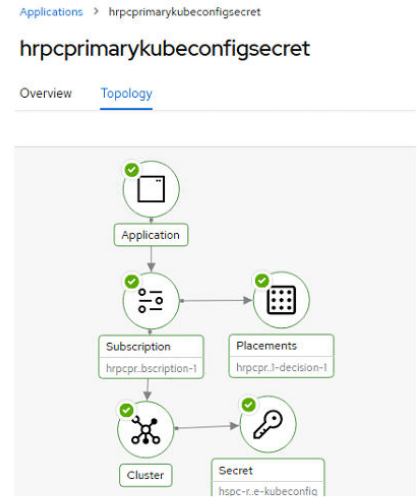 Applications > hrpcprimarykubeconfigsecret
hrpcprimarykubeconfigsecret
Overview Topology
Application
Subscription
hrpcpr..bscription-1
Placements
hrpcpr..1-decision-1
Cluster
Secret
hspc-r..e-kubeconfig